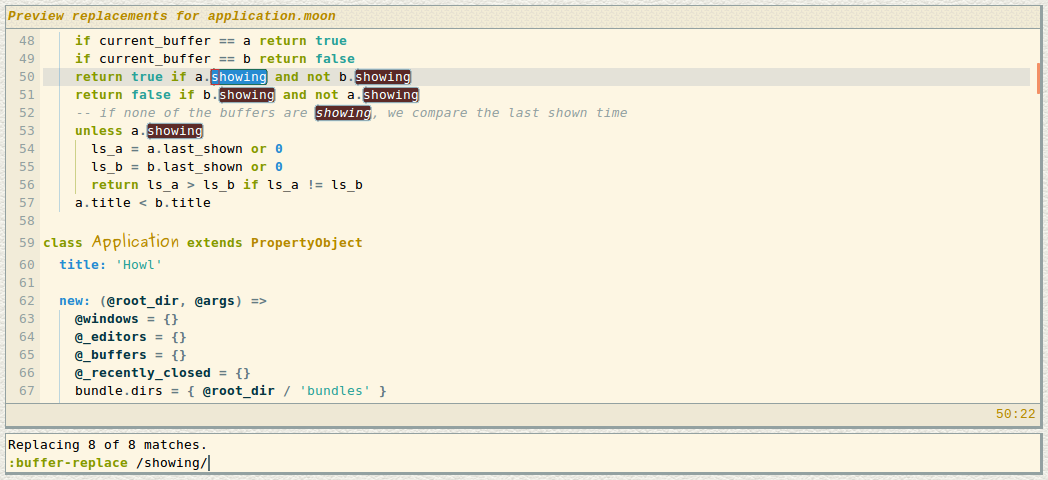 Preview replacements for application.moon
48 if current_buffer == a return true
49 if current_buffer == b return false
50 return true if a.showing and not b.showing
51 return false if b.showing and not a.showing
52 -- if none of the buffers are showing, we compare the last shown time
53 unless a.showing
54 ls_a = a.last_shown or 0
55 ls_b = b.last_shown or 0
56 return ls_a > ls_b if ls_a != ls_b
57 a.title < b.title
58
59 class Application extends PropertyObject
60 title: 'Howl'
61
62 new: (@root_dir, @args) =>
63 @windows = {}
64 @_editors = {}
65 @_buffers = {}
66 @_recently_closed = {}
67 bundle.dirs = { @root_dir / 'bundles' }
50:22
Replacing 8 of 8 matches.
:buffer-replace /showing/